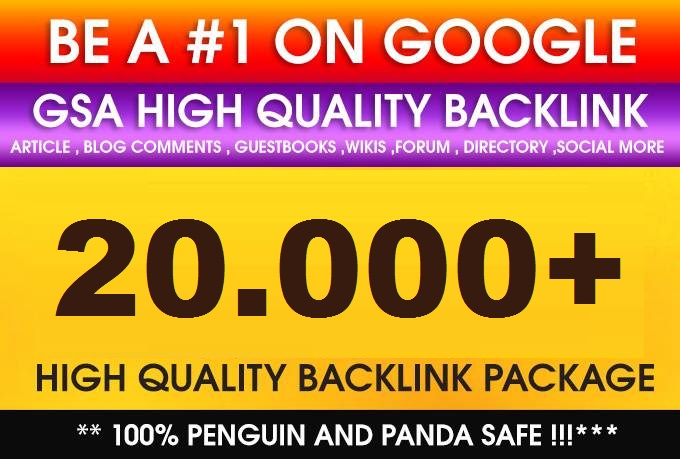 BE A #1 ON GOOGLE
GSA HIGH QUALITY BACKLINK
ARTICLE , BLOG COMMENTS , GUESTBOOKS ,WIKIS ,FORUM , DIRECTORY ,SOCIAL MORE
20.000+
HIGH QUALITY BACKLINK PACKAGE
** 100% PENGUIN AND PANDA SAFE !!!***